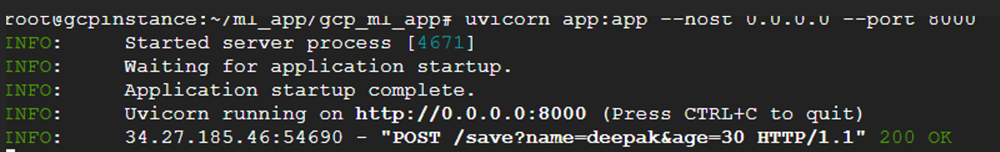 root@gcpinstance:~/ml_app/gcp_ml_app# uvicorn app:app --host 0.0.0.0 --port 8000
INFO:     Started server process [4671]
INFO:     Waiting for application startup.
INFO:     Application startup complete.
INFO:     Uvicorn running on http://0.0.0.0:8000 (Press CTRL+C to quit)
INFO:     34.27.185.46:54690 - "POST /save?name=deepak&age=30 HTTP/1.1" 200 OK